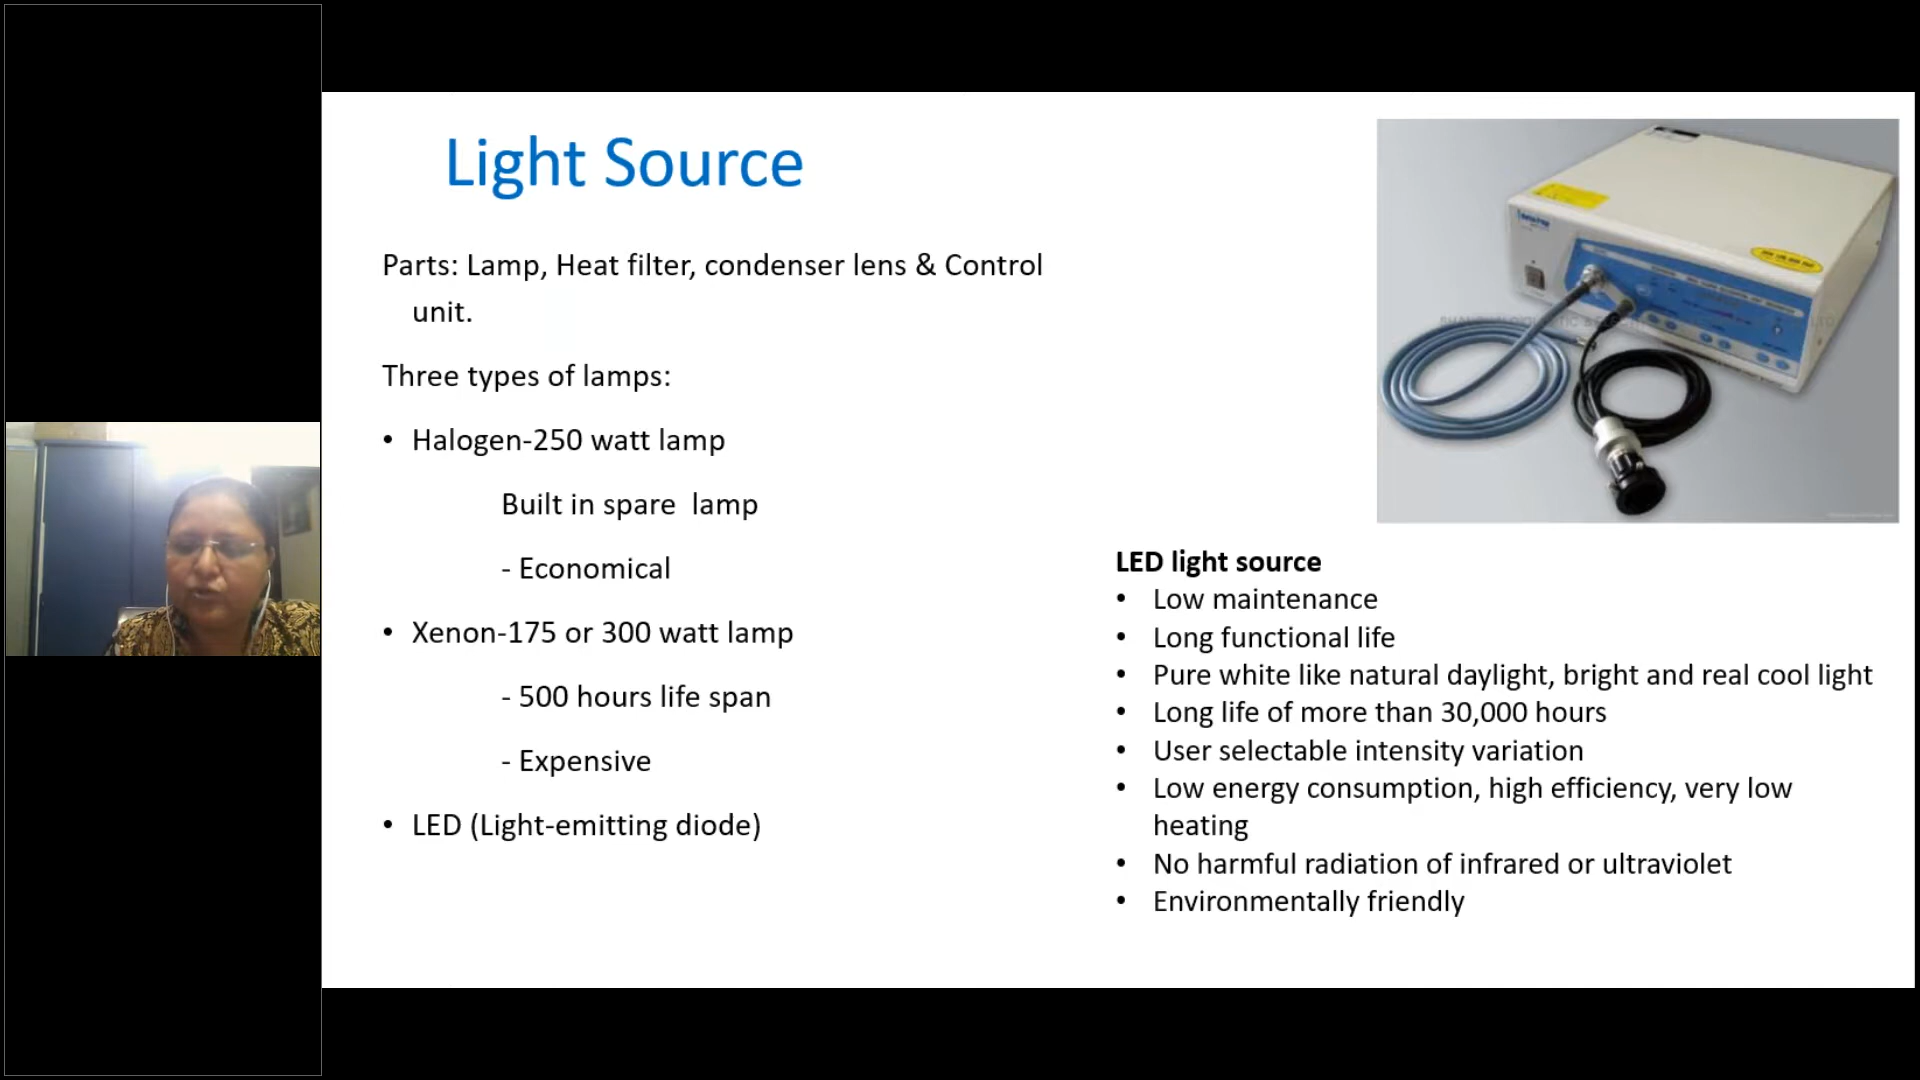 Light Source
Parts: Lamp, Heat filter, condenser lens & Control
unit.
Three types of lamps:
• Halogen-250 watt lamp
Built in spare lamp
- Economical
• Xenon-175 or 300 watt lamp
- 500 hours life span
- Expensive
• LED (Light-emitting diode)
LED light source
• Low maintenance
• Long functional life
• Pure white like natural daylight, bright and real cool light
• Long life of more than 30,000 hours
• User selectable intensity variation
• Low energy consumption, high efficiency, very low
heating
• No harmful radiation of infrared or ultraviolet
• Environmentally friendly